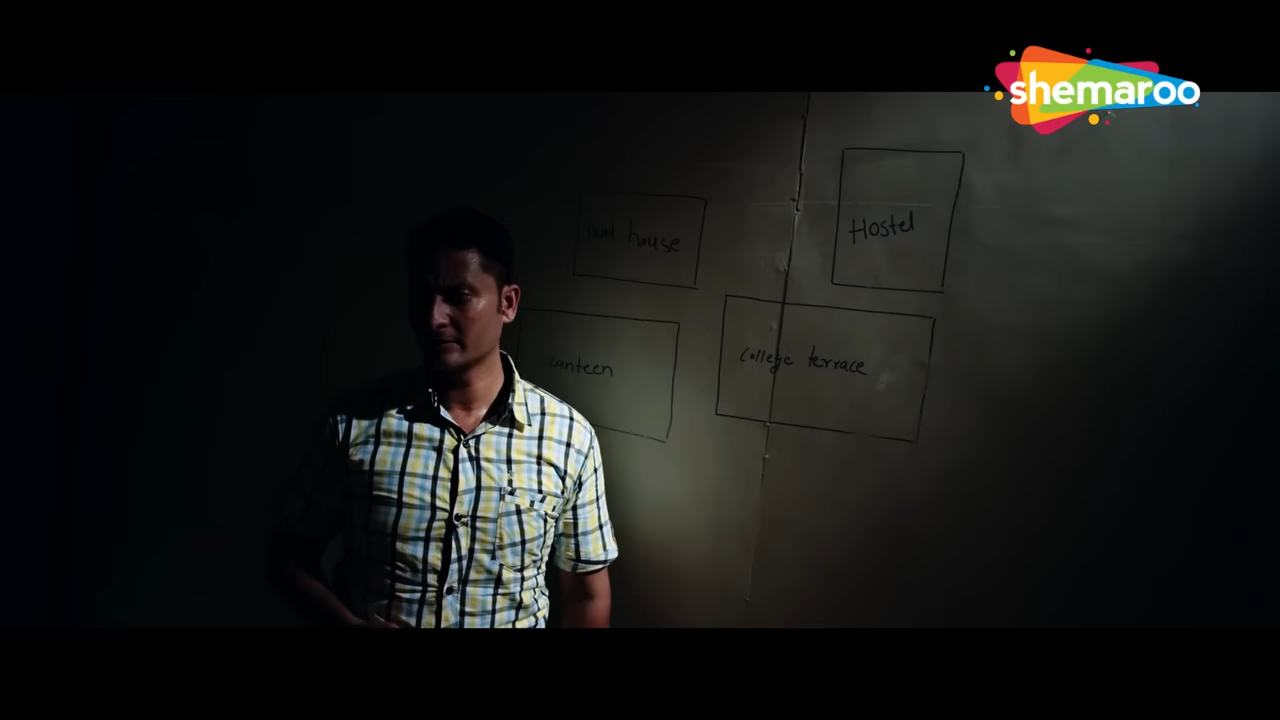 shemaroo
house
Hostel
canteen
college terrace